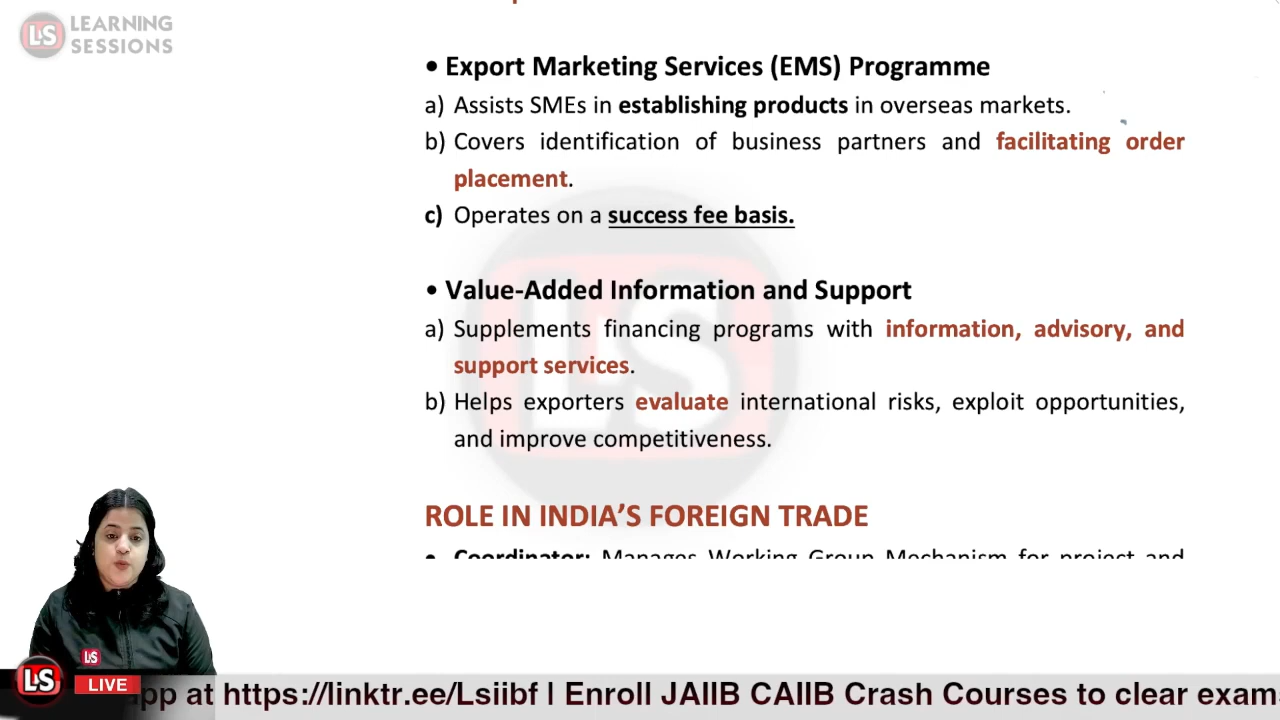 LS LEARNING
SESSIONS
• Export Marketing Services (EMS) Programme
a) Assists SMEs in establishing products in overseas markets.
b) Covers identification of business partners and facilitating order
placement.
c) Operates on a success fee basis.
• Value-Added Information and Support
a) Supplements financing programs with information, advisory, and
support services.
b) Helps exporters evaluate international risks, exploit opportunities,
and improve competitiveness.
ROLE IN INDIA'S FOREIGN TRADE
• Coordinator: Manages Working Group Mechanism for project and
LS
LS
LIVE
app at https://linktr.ee/Lsiibf | Enroll JAIIB CAIIB Crash Courses to clear exam.
LS